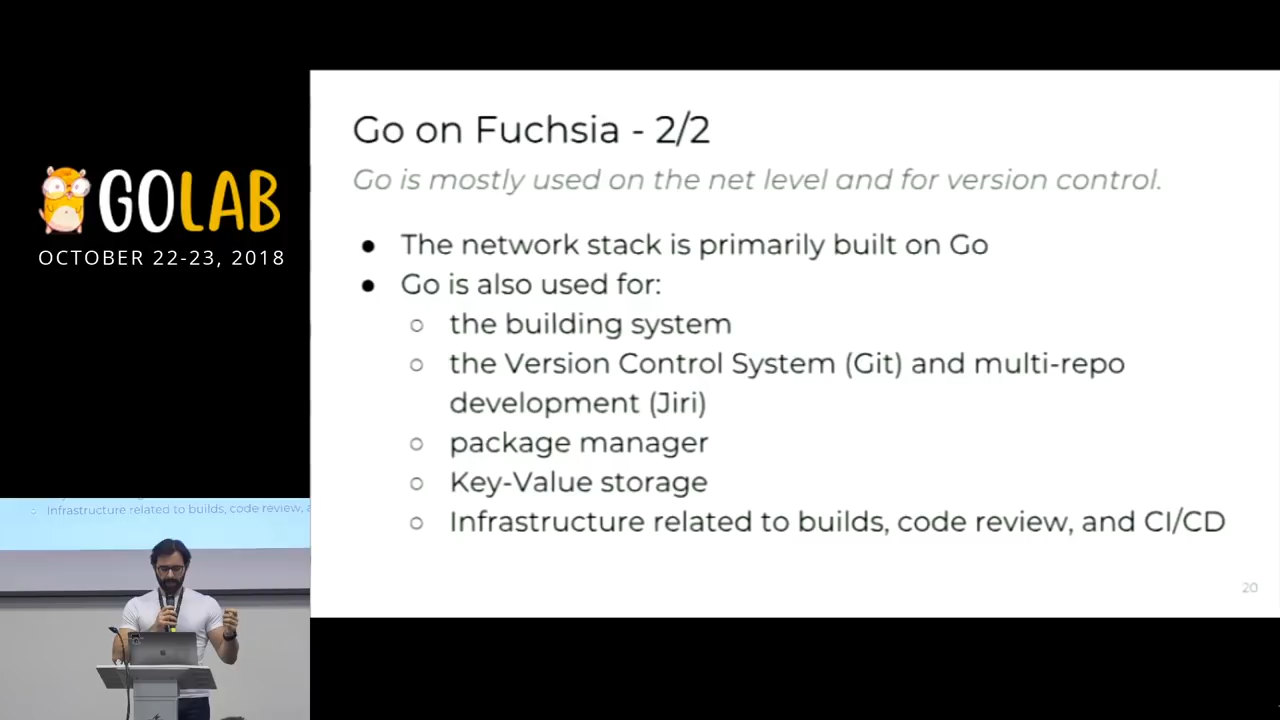 GOLAB
OCTOBER 22-23, 2018
Go on Fuchsia - 2/2
Go is mostly used on the net level and for version control.
● The network stack is primarily built on Go
● Go is also used for:
○ the building system
○ the Version Control System (Git) and multi-repo
development (Jiri)
○ package manager
○ Key-Value storage
○ Infrastructure related to builds, code review, and CI/CD
20
○ Infrastructure related to builds, code review, a